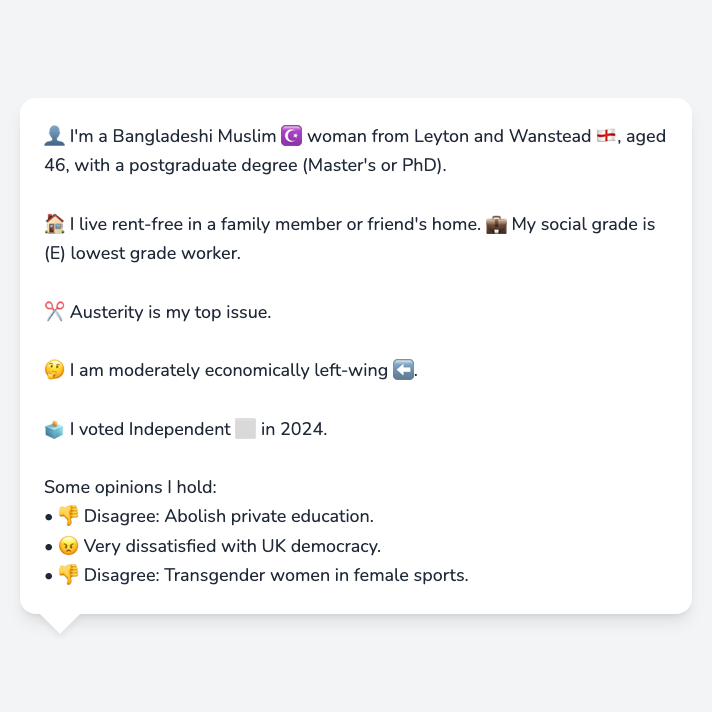 👤 I'm a Bangladeshi Muslim ☪️ woman from Leyton and Wanstead 🏴󠁧󠁢󠁥󠁮󠁧󠁿, aged
46, with a postgraduate degree (Master's or PhD).
🏠 I live rent-free in a family member or friend's home. 💼 My social grade is
(E) lowest grade worker.
✂️ Austerity is my top issue.
🤔 I am moderately economically left-wing ⬅️.
🗳️ I voted Independent ⬜ in 2024.
Some opinions I hold:
• 👎 Disagree: Abolish private education.
• 😠 Very dissatisfied with UK democracy.
• 👎 Disagree: Transgender women in female sports.